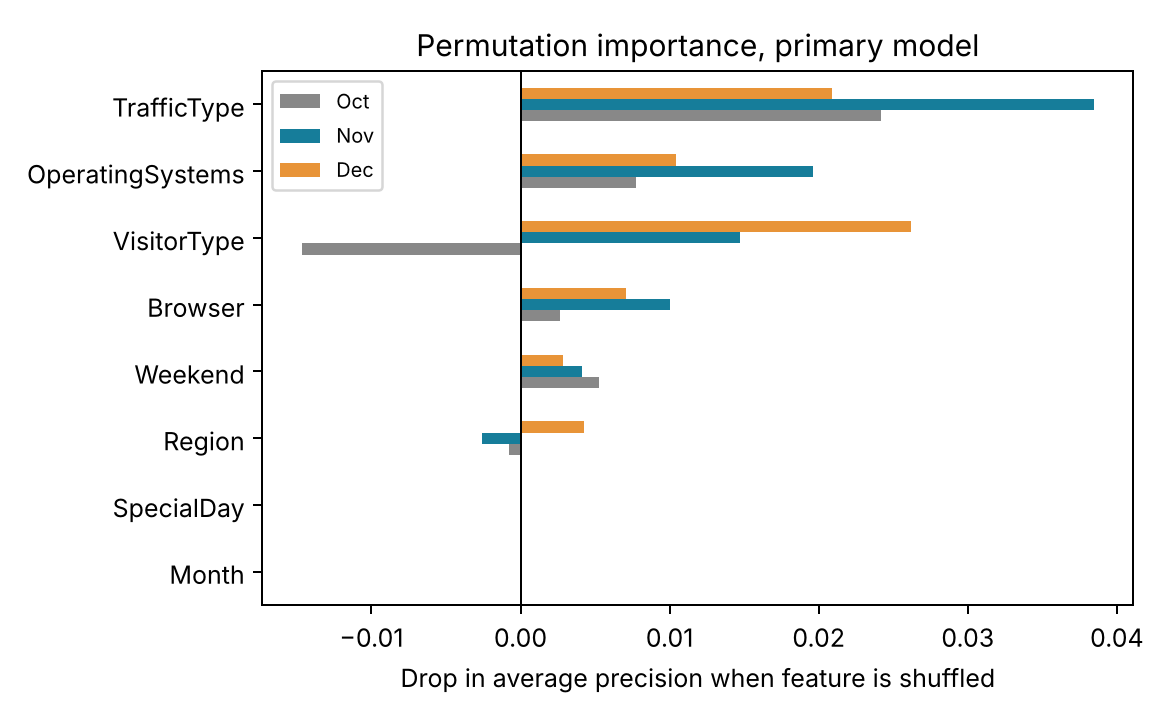 Permutation importance, primary model
Oct
Nov
Dec
TrafficType
OperatingSystems
VisitorType
Browser
Weekend
Region
SpecialDay
Month
−0.01 0.00 0.01 0.02 0.03 0.04
Drop in average precision when feature is shuffled